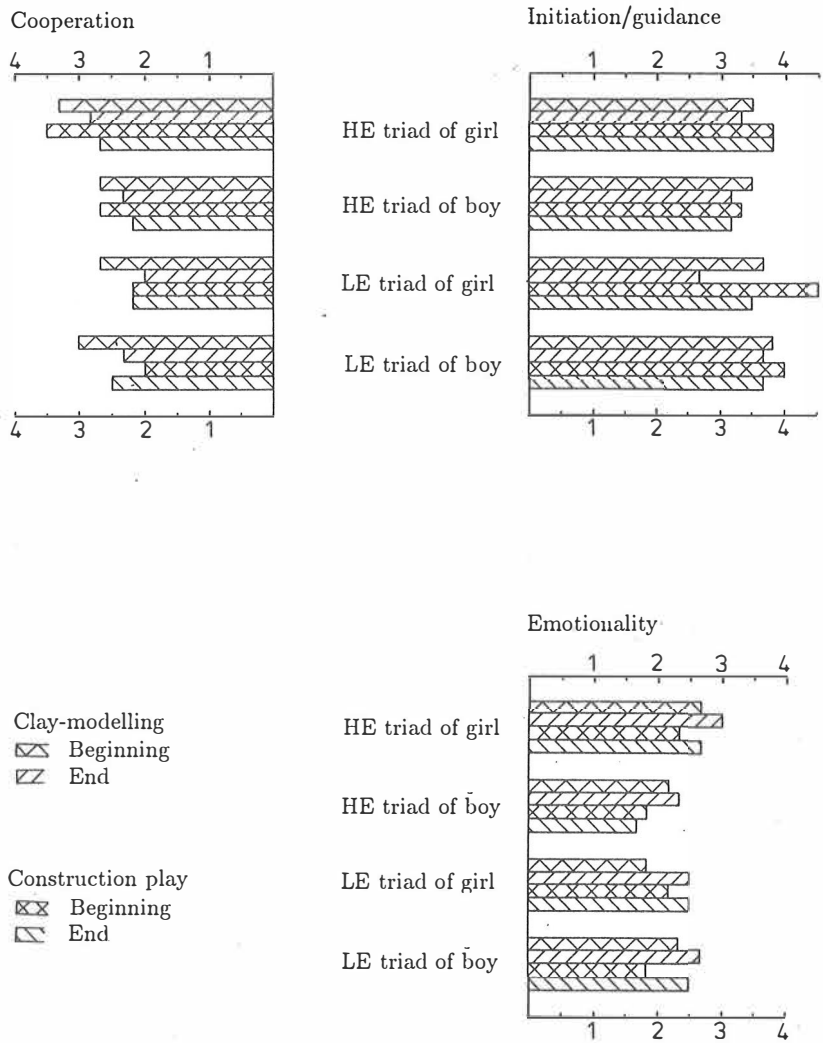 Cooperation
4 3 2 1
Initiation/guidance
1 2 3 4
HE triad of girl
HE triad of boy
LE triad of girl
LE triad of boy
4 3 2 1
1 2 3 4
Emotionality
1 2 3 4
Clay-modelling
Beginning
End
Construction play
Beginning
End
HE triad of girl
HE triad of boy
LE triad of girl
LE triad of boy
1 2 3 4